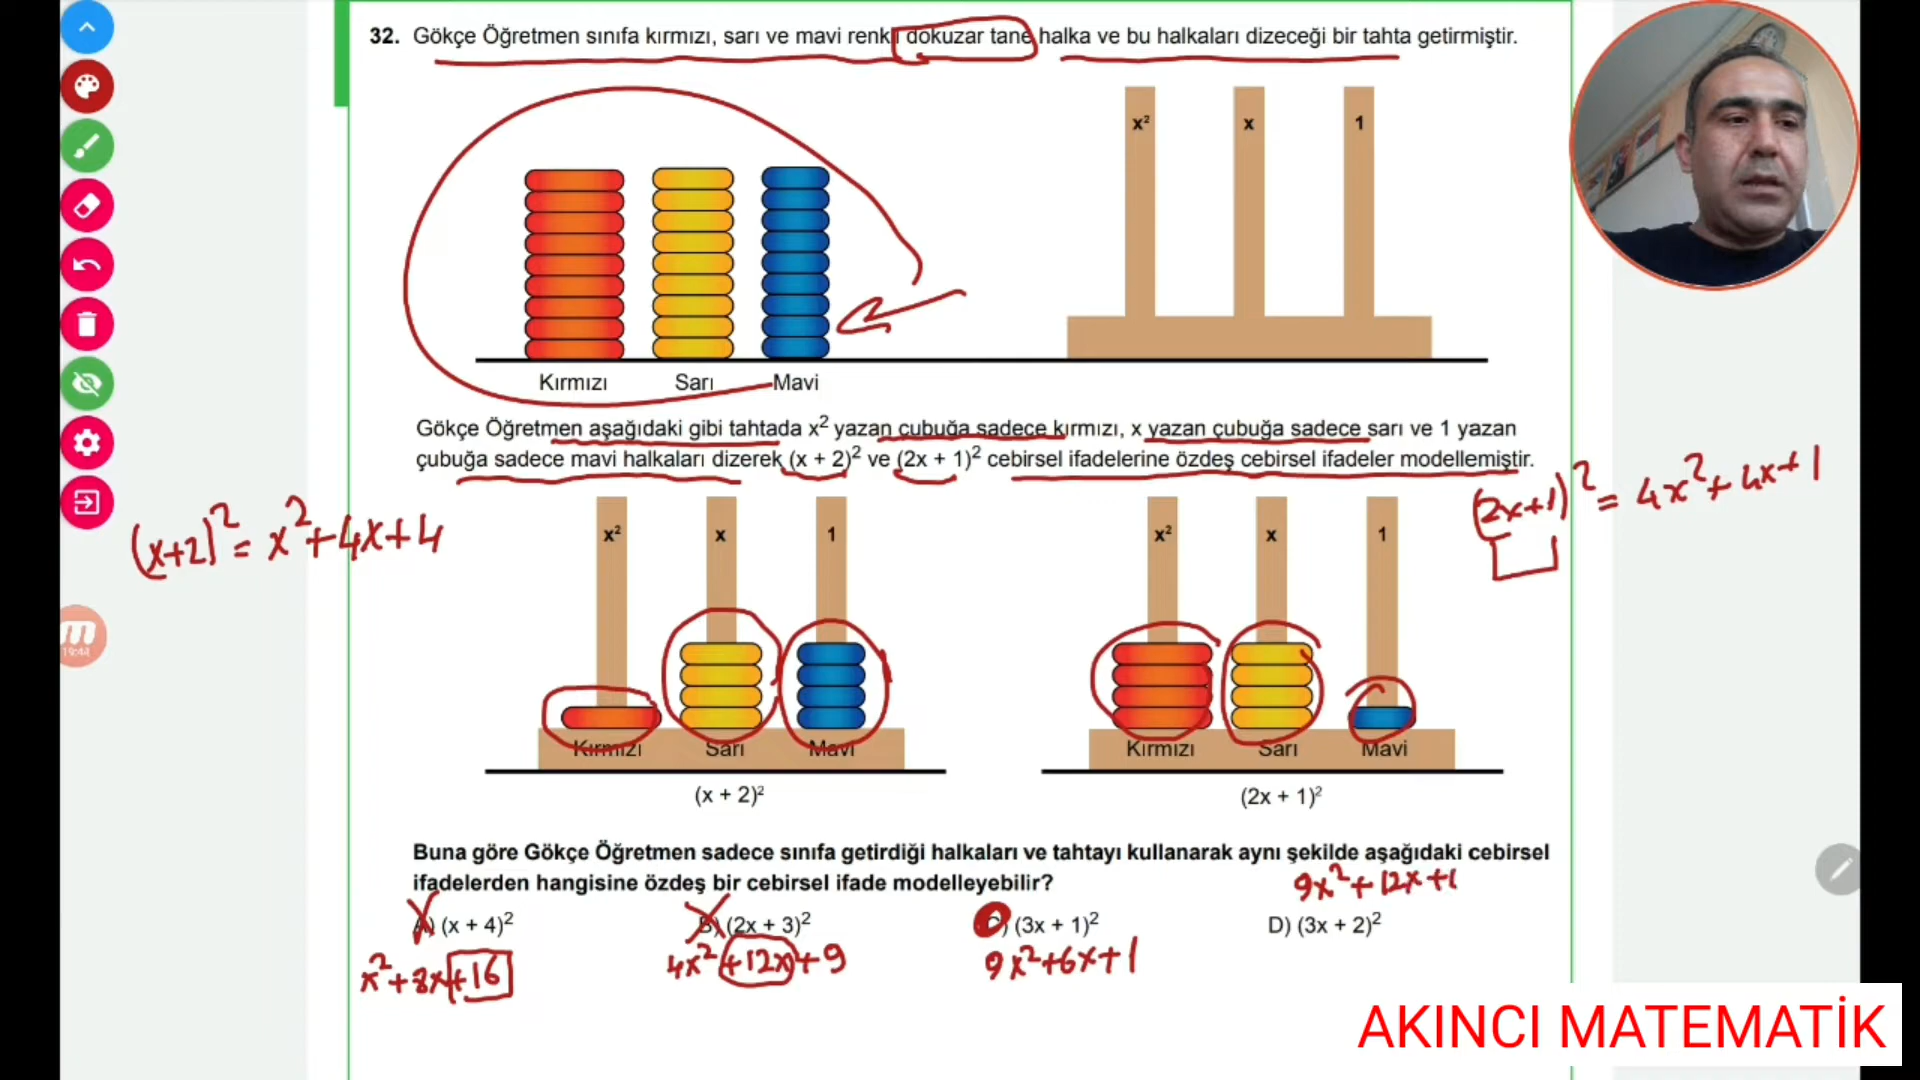 32. Gökçe Öğretmen sınıfa kırmızı, sarı ve mavi renkli dokuzar tane halka ve bu halkaları dizeceği bir tahta getirmiştir.
x² x 1
Kırmızı Sarı Mavi
Gökçe Öğretmen aşağıdaki gibi tahtada x² yazan çubuğa sadece kırmızı, x yazan çubuğa sadece sarı ve 1 yazan
çubuğa sadece mavi halkaları dizerek (x + 2)² ve (2x + 1)² cebirsel ifadelerine özdeş cebirsel ifadeler modellemiştir.
(x+2)² = x²+4x+4
(2x+1)² = 4x²+4x+1
x² x 1
x² x 1
19:44
Kırmızı Sarı Mavi
Kırmızı Sarı Mavi
(x + 2)²
(2x + 1)²
Buna göre Gökçe Öğretmen sadece sınıfa getirdiği halkaları ve tahtayı kullanarak aynı şekilde aşağıdaki cebirsel
ifadelerden hangisine özdeş bir cebirsel ifade modelleyebilir?
9x²+12x+1
A) (x + 4)² B) (2x + 3)² C) (3x + 1)² D) (3x + 2)²
x²+8x+16 4x²+12x+9 9x²+6x+1
AKINCI MATEMATİK